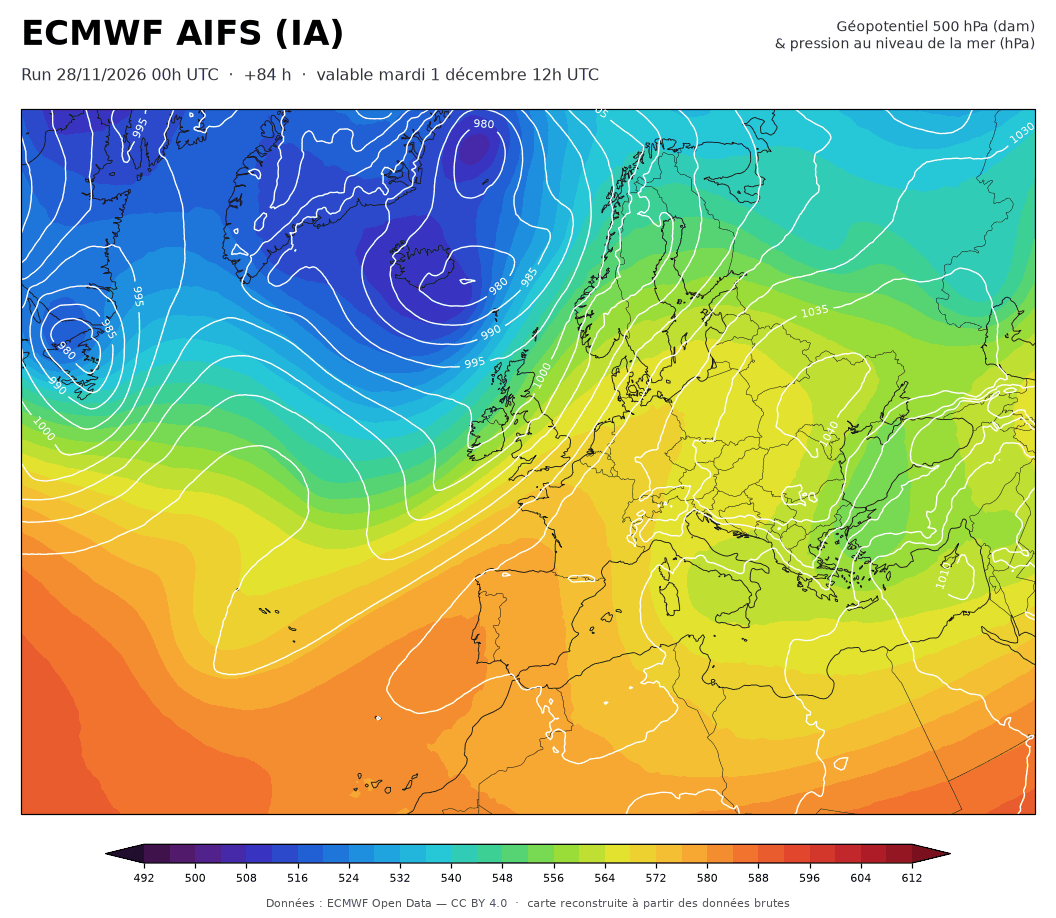 ECMWF AIFS (IA)
Géopotentiel 500 hPa (dam)
& pression au niveau de la mer (hPa)
Run 28/11/2026 00h UTC · +84 h · valable mardi 1 décembre 12h UTC
995
980
1030
985
980
995
985
980
990
990
995
1000
1000
1035
1040
1010
492 500 508 516 524 532 540 548 556 564 572 580 588 596 604 612
Données : ECMWF Open Data — CC BY 4.0 · carte reconstruite à partir des données brutes